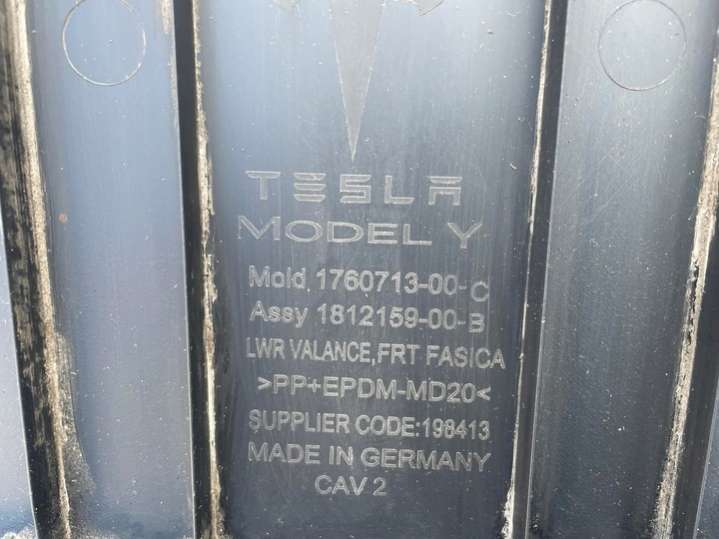 TESLA
MODEL Y
Mold 1760713-00-C
Assy 1812159-00-B
LWR VALANCE,FRT FASICA
>PP+EPDM-MD20<
SUPPLIER CODE:196413
MADE IN GERMANY
CAV 2